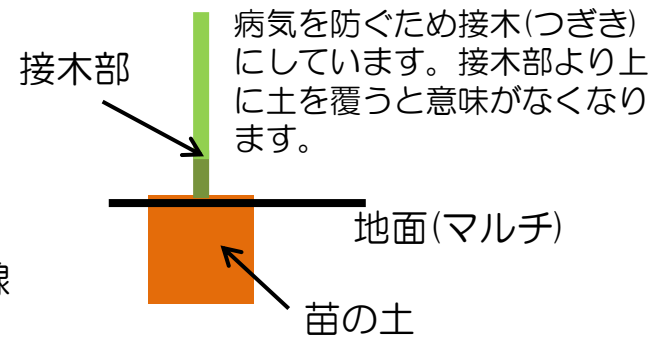 病気を防ぐため接木(つぎき)
にしています。接木部より上
に土を覆うと意味がなくなり
ます。
接木部
地面(マルチ)
線
苗の土